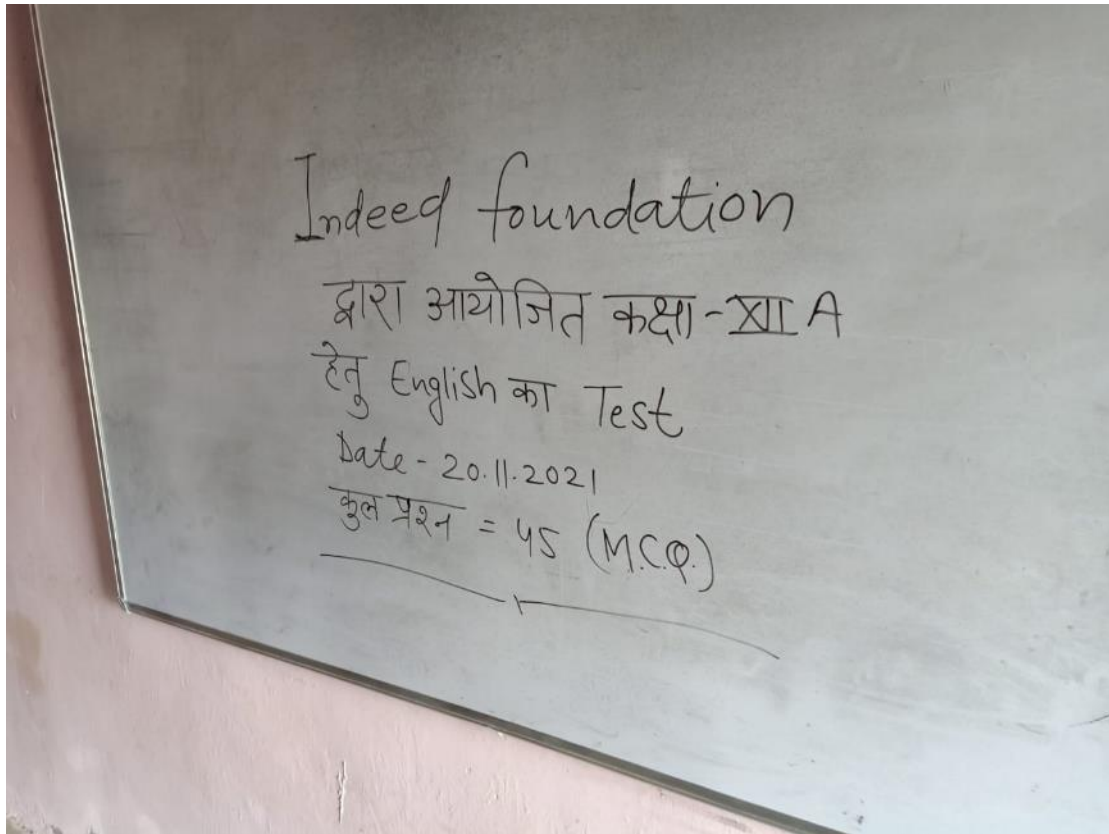 Indeed foundation
द्वारा आयोजित कक्षा-XII A
हेतु English का Test
Date - 20.11.2021
कुल प्रश्न = 45 (M.C.Q.)